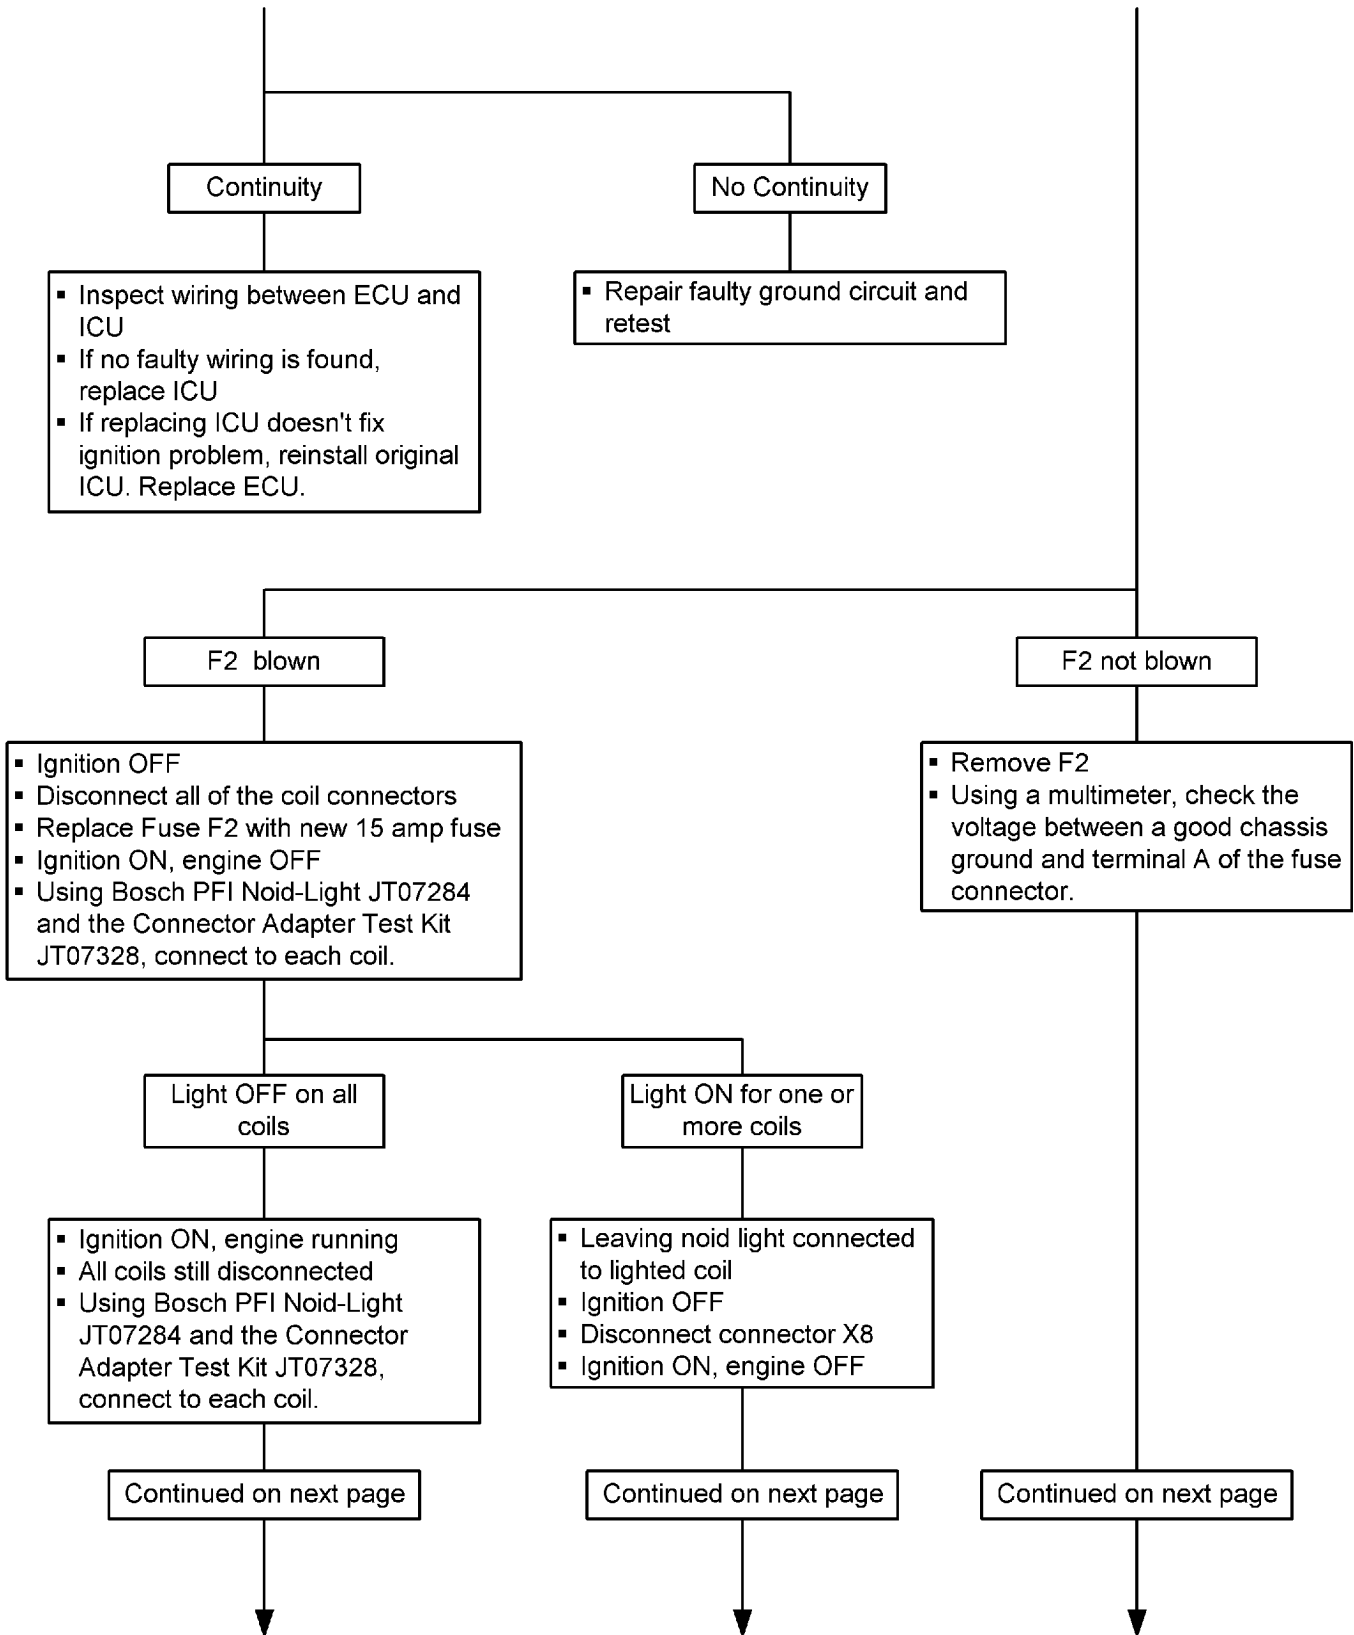 Continuity
No Continuity
▪ Inspect wiring between ECU and
ICU
▪ If no faulty wiring is found,
replace ICU
▪ If replacing ICU doesn't fix
ignition problem, reinstall original
ICU. Replace ECU.
▪ Repair faulty ground circuit and
retest
F2 blown
F2 not blown
▪ Ignition OFF
▪ Disconnect all of the coil connectors
▪ Replace Fuse F2 with new 15 amp fuse
▪ Ignition ON, engine OFF
▪ Using Bosch PFI Noid-Light JT07284
and the Connector Adapter Test Kit
JT07328, connect to each coil.
▪ Remove F2
▪ Using a multimeter, check the
voltage between a good chassis
ground and terminal A of the fuse
connector.
Light OFF on all
coils
Light ON for one or
more coils
▪ Ignition ON, engine running
▪ All coils still disconnected
▪ Using Bosch PFI Noid-Light
JT07284 and the Connector
Adapter Test Kit JT07328,
connect to each coil.
▪ Leaving noid light connected
to lighted coil
▪ Ignition OFF
▪ Disconnect connector X8
▪ Ignition ON, engine OFF
Continued on next page
Continued on next page
Continued on next page